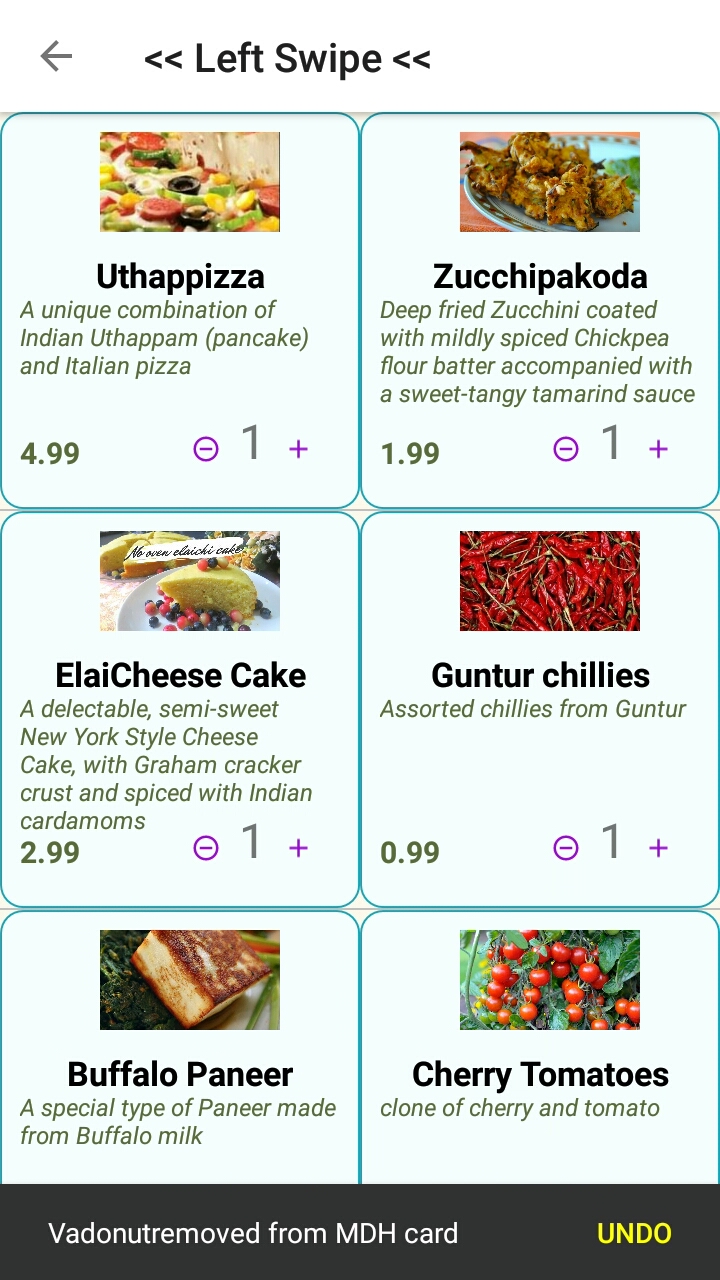 << Left Swipe <<
Uthappizza
A unique combination of
Indian Uthappam (pancake)
and Italian pizza
4.99
1
Zucchipakoda
Deep fried Zucchini coated
with mildly spiced Chickpea
flour batter accompanied with
a sweet-tangy tamarind sauce
1.99
1
No oven elaichi cake
ElaiCheese Cake
A delectable, semi-sweet
New York Style Cheese
Cake, with Graham cracker
crust and spiced with Indian
cardamoms
2.99
1
Guntur chillies
Assorted chillies from Guntur
0.99
1
Buffalo Paneer
A special type of Paneer made
from Buffalo milk
Cherry Tomatoes
clone of cherry and tomato
Vadonutremoved from MDH card
UNDO